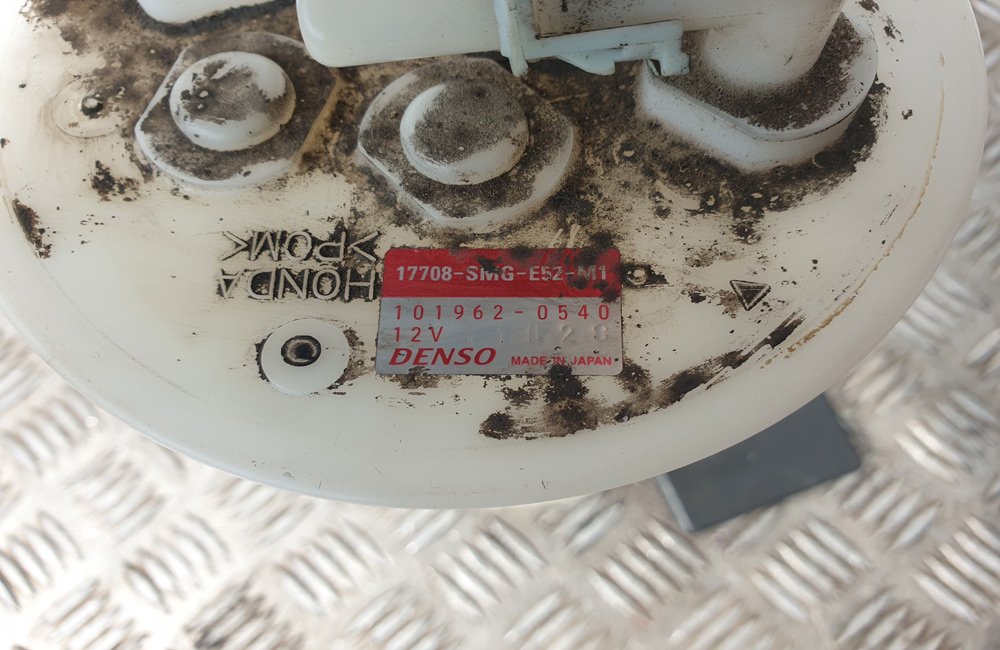 17708-SMG-E52-M1
101962-0540
12V
DENSO MADE IN JAPAN
HONDA
>POM<